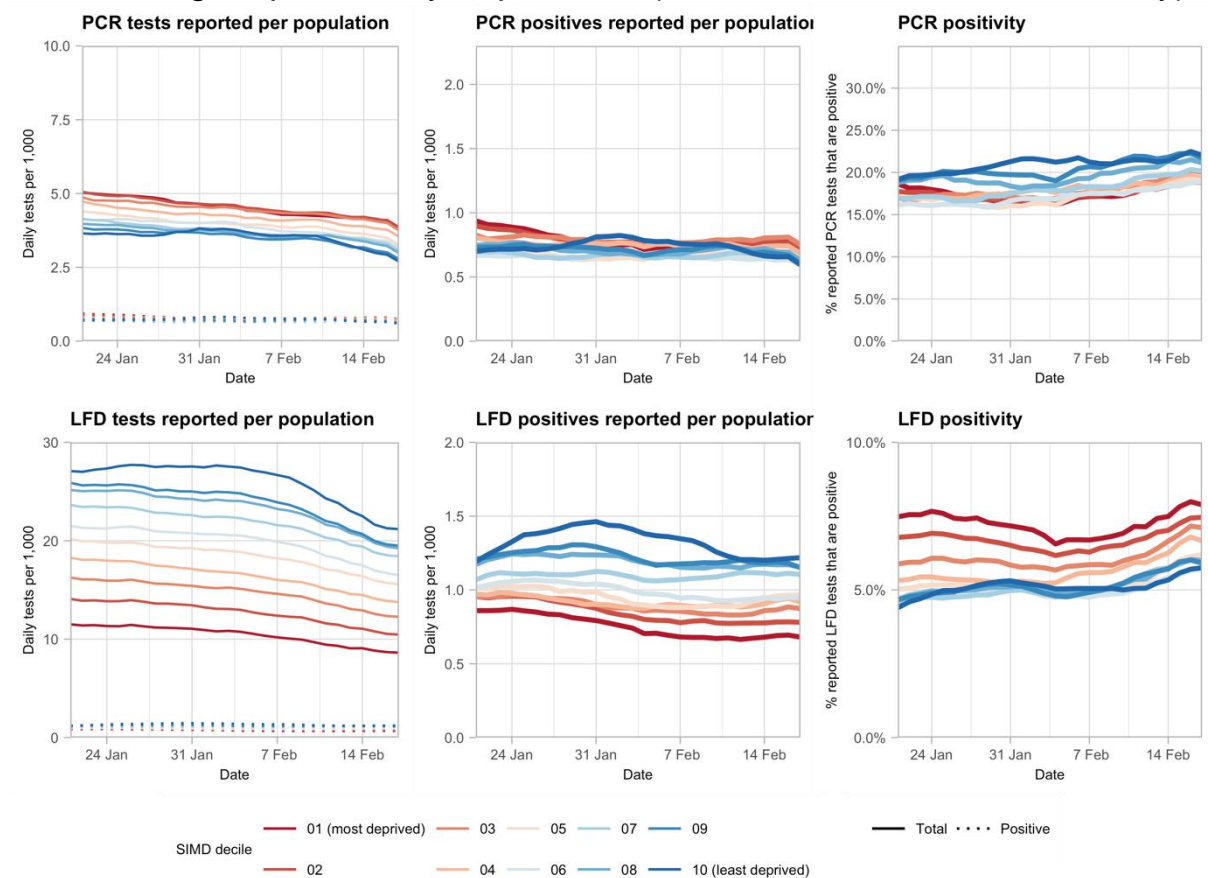 PCR tests reported per population
Daily tests per 1,000
10.0
7.5
5.0
2.5
0.0
24 Jan 31 Jan 7 Feb 14 Feb
Date
PCR positives reported per population
Daily tests per 1,000
2.0
1.5
1.0
0.5
0.0
24 Jan 31 Jan 7 Feb 14 Feb
Date
PCR positivity
% reported PCR tests that are positive
30.0%
25.0%
20.0%
15.0%
10.0%
5.0%
0.0%
24 Jan 31 Jan 7 Feb 14 Feb
Date
LFD tests reported per population
Daily tests per 1,000
30
20
10
0
24 Jan 31 Jan 7 Feb 14 Feb
Date
LFD positives reported per population
Daily tests per 1,000
2.0
1.5
1.0
0.5
0.0
24 Jan 31 Jan 7 Feb 14 Feb
Date
LFD positivity
% reported LFD tests that are positive
10.0%
5.0%
0.0%
24 Jan 31 Jan 7 Feb 14 Feb
Date
SIMD decile
01 (most deprived) 03 05 07 09
02 04 06 08 10 (least deprived)
Total Positive